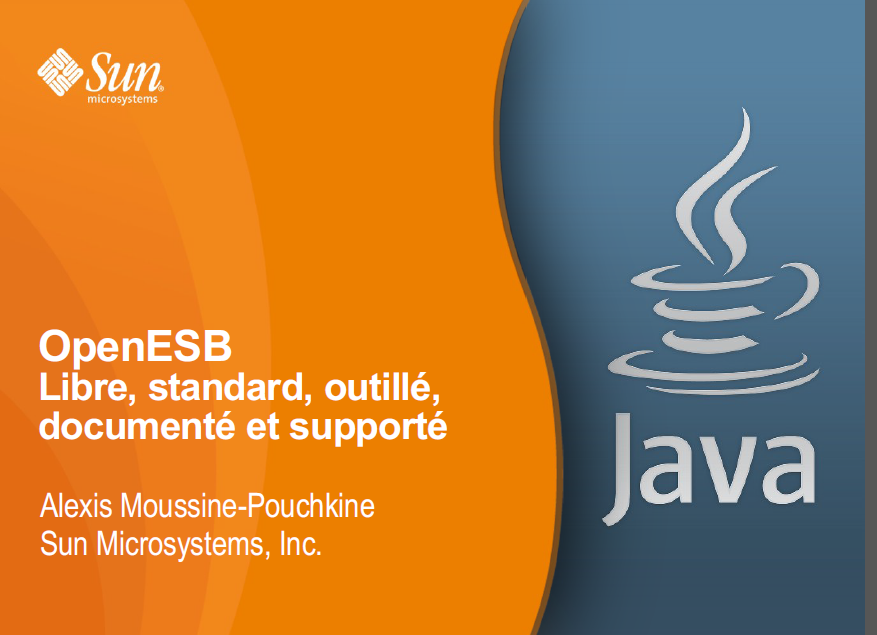 Sun
microsystems
OpenESB
Libre, standard, outillé,
documenté et supporté
Alexis Moussine-Pouchkine
Sun Microsystems, Inc.
Java